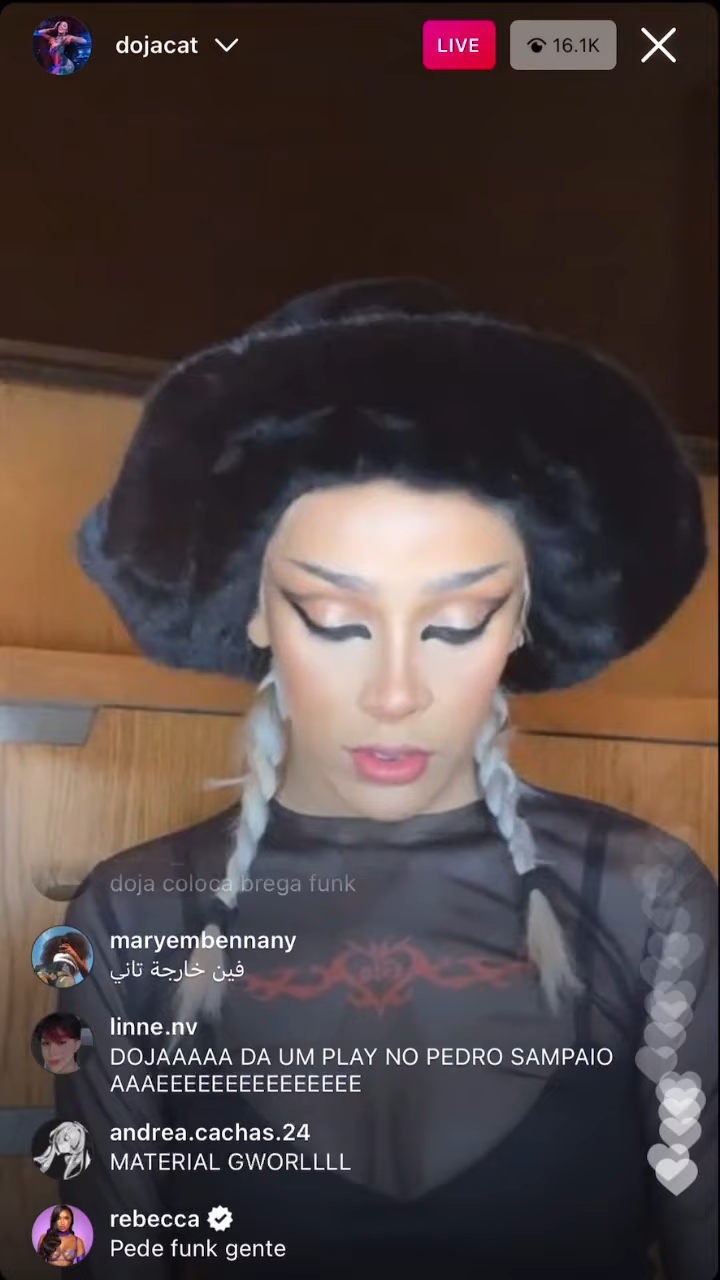 dojacat
LIVE
16.1K
doja coloca brega funk
maryembennany
فين خارجة تاني
linne.nv
DOJAAAAA DA UM PLAY NO PEDRO SAMPAIO
AAAEEEEEEEEEEEEEEE
andrea.cachas.24
MATERIAL GWORLLLL
rebecca
Pede funk gente